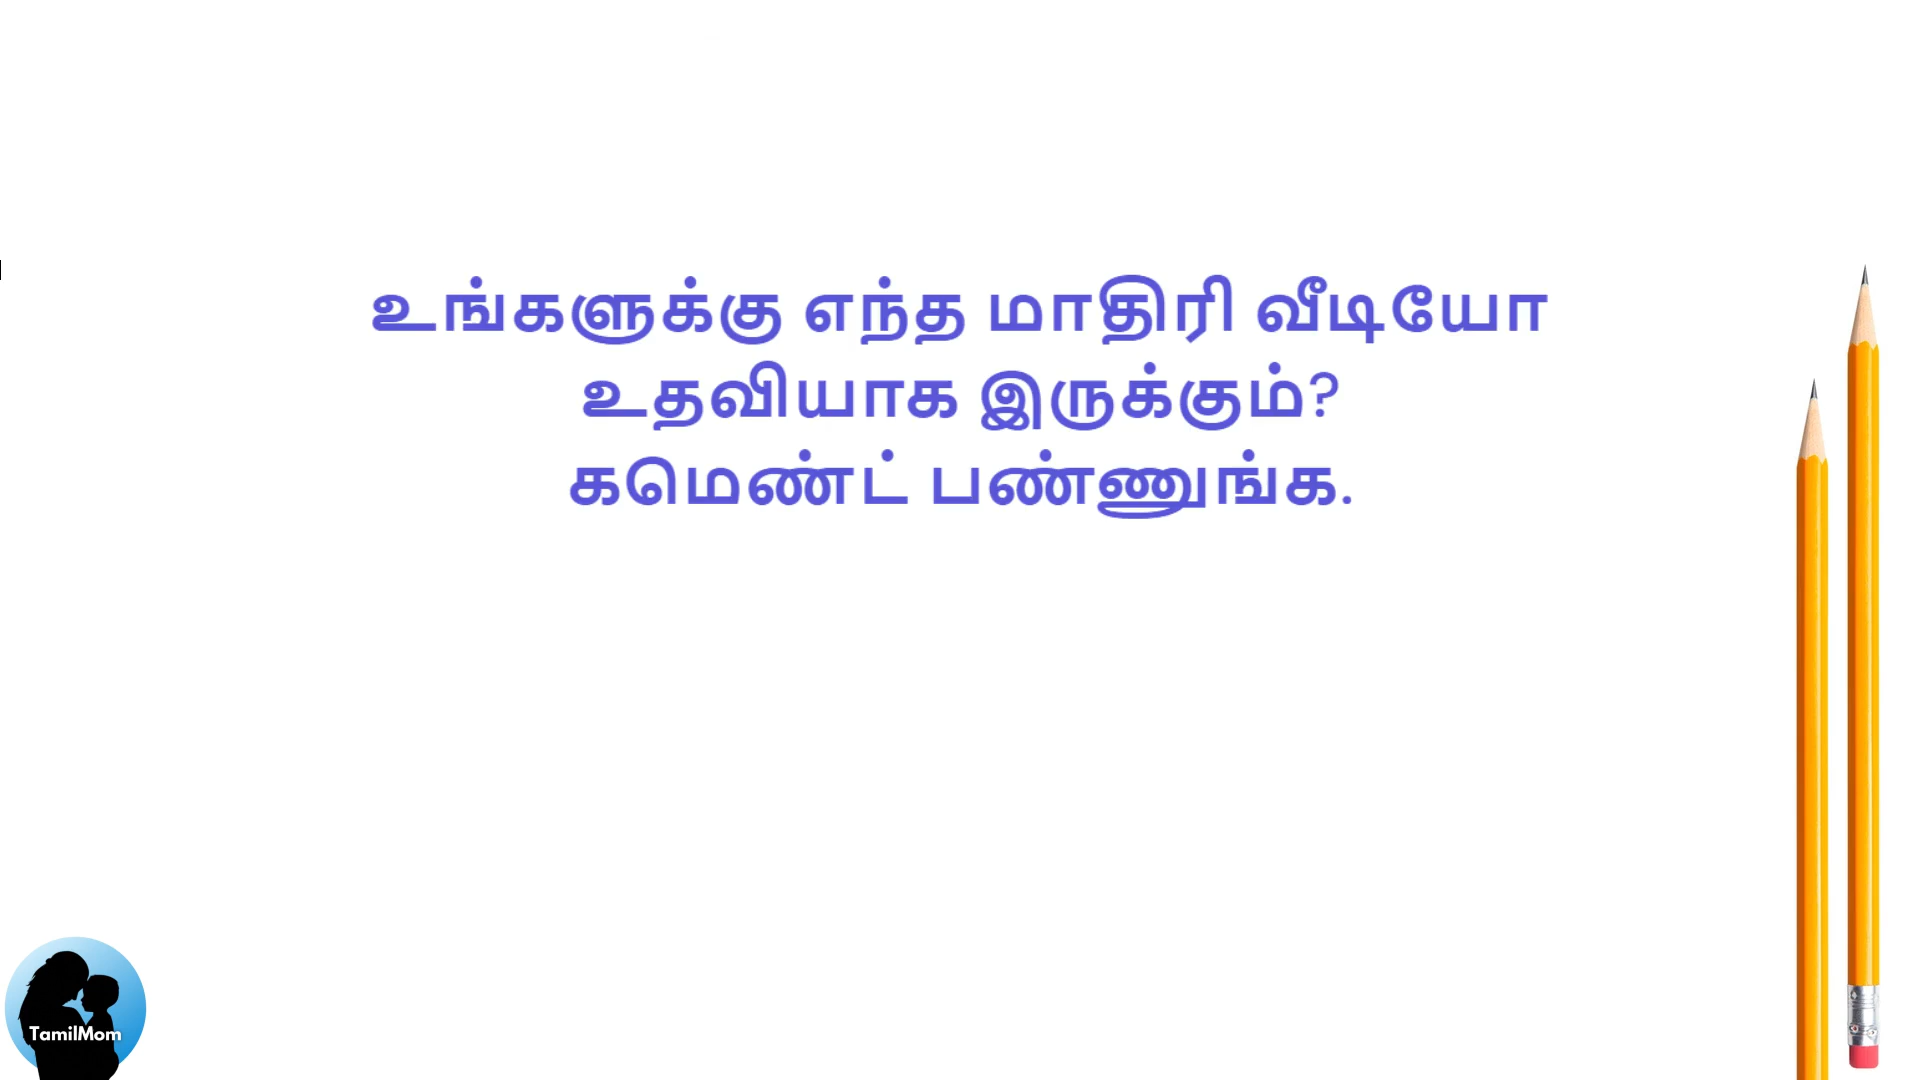 உங்களுக்கு எந்த மாதிரி வீடியோ
உதவியாக இருக்கும்?
கமெண்ட் பண்ணுங்க.
TamilMom